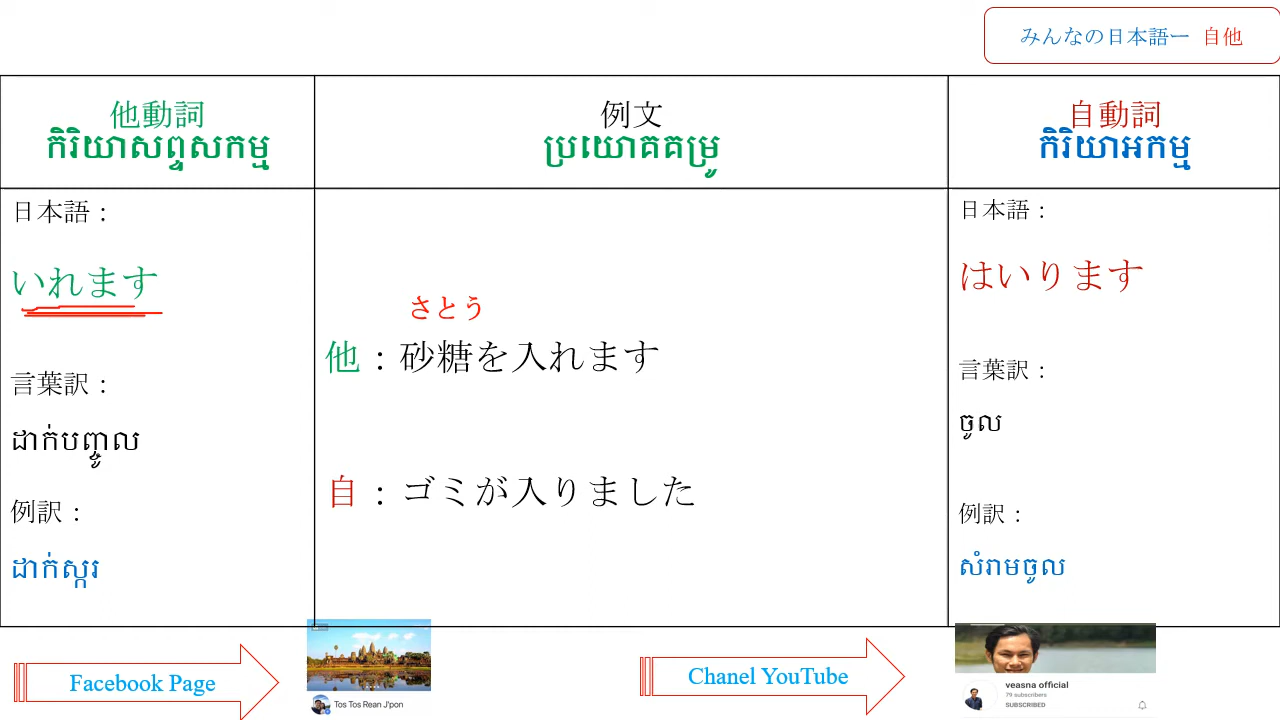 みんなの日本語一 自他
他動詞
កិរិយាសព្ទសកម្ម
例文
ប្រយោគគម្រូ
自動詞
កិរិយាអកម្ម
日本語：
いれます
言葉訳：
ដាក់បញ្ចូល
例訳：
ដាក់ស្ករ
さとう
他：砂糖を入れます
自：ゴミが入りました
日本語：
はいります
言葉訳：
ចូល
例訳：
សំរាមចូល
Facebook Page
Tos Tos Rean J'pon
Chanel YouTube
veasna official
79 subscribers
SUBSCRIBED